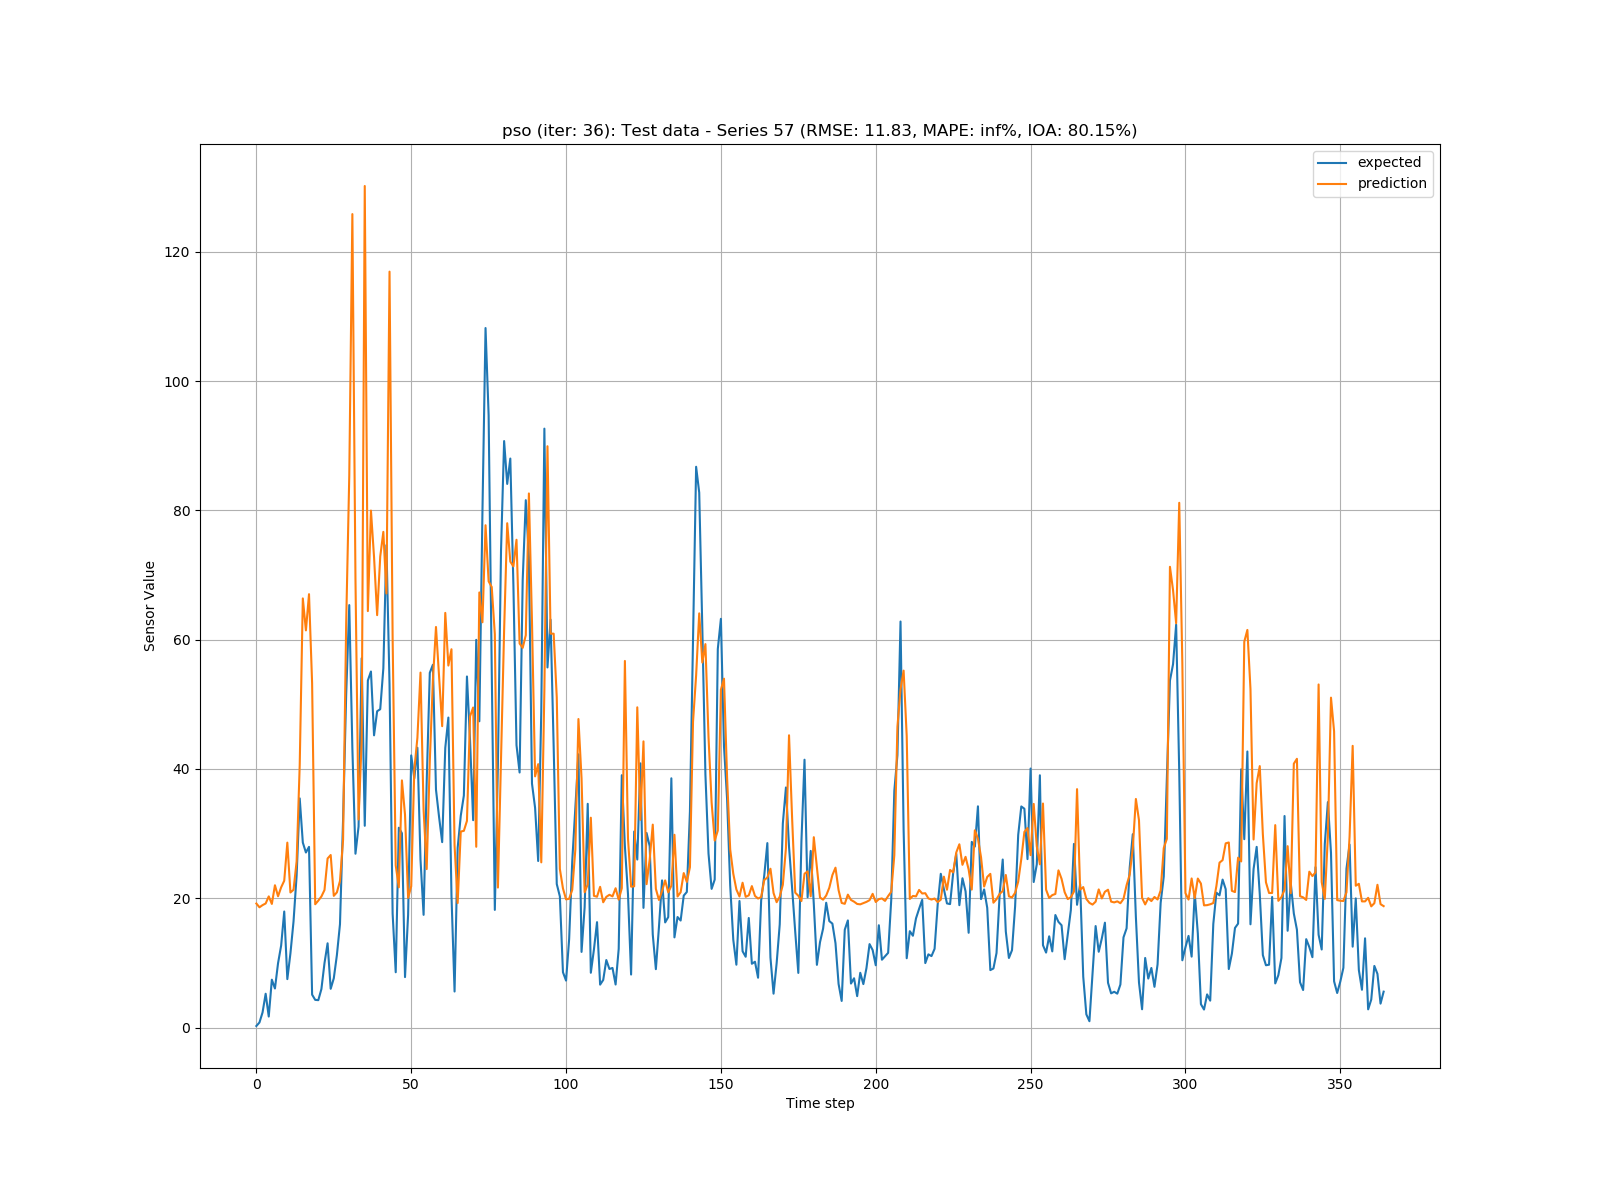 pso (iter: 36): Test data - Series 57 (RMSE: 11.83, MAPE: inf%, IOA: 80.15%)
expected
prediction
120
100
80
60
40
20
0
Sensor Value
0 50 100 150 200 250 300 350
Time step